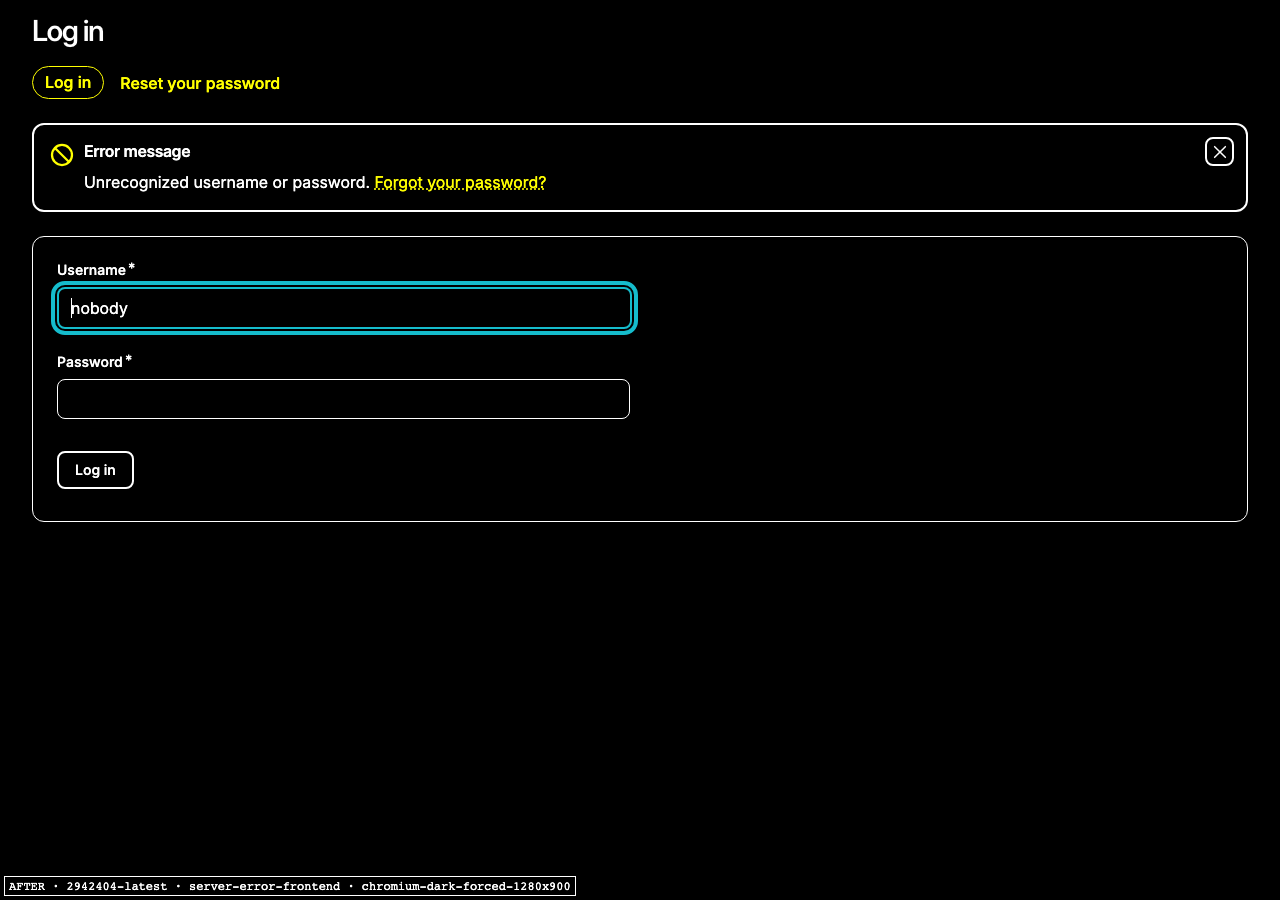 Log in
Log in
Reset your password
Error message
Unrecognized username or password. Forgot your password?
Username *
nobody
Password *
Log in
AFTER · 2942404-latest · server-error-frontend · chromium-dark-forced-1280x900